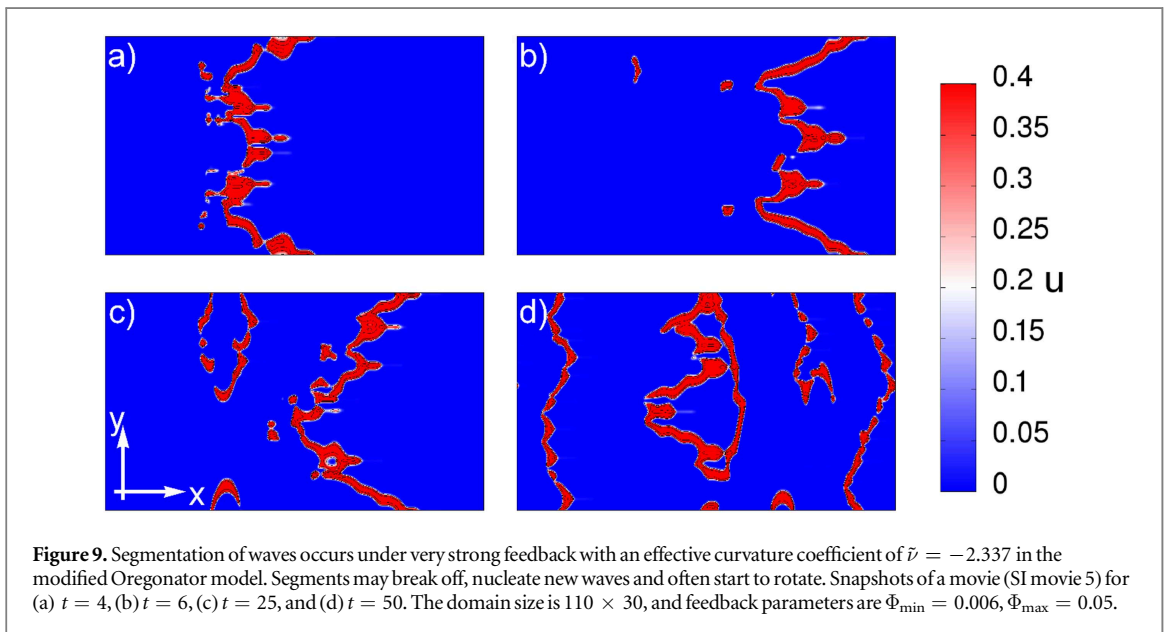 a)
b)
c)
d)
y
x
0.4
0.35
0.3
0.25
0.2
0.15
0.1
0.05
0
u
Figure 9. Segmentation of waves occurs under very strong feedback with an effective curvature coefficient of ν̃ = −2.337 in the
modified Oregonator model. Segments may break off, nucleate new waves and often start to rotate. Snapshots of a movie (SI movie 5) for
(a) t = 4, (b) t = 6, (c) t = 25, and (d) t = 50. The domain size is 110 × 30, and feedback parameters are Φmin = 0.006, Φmax = 0.05.